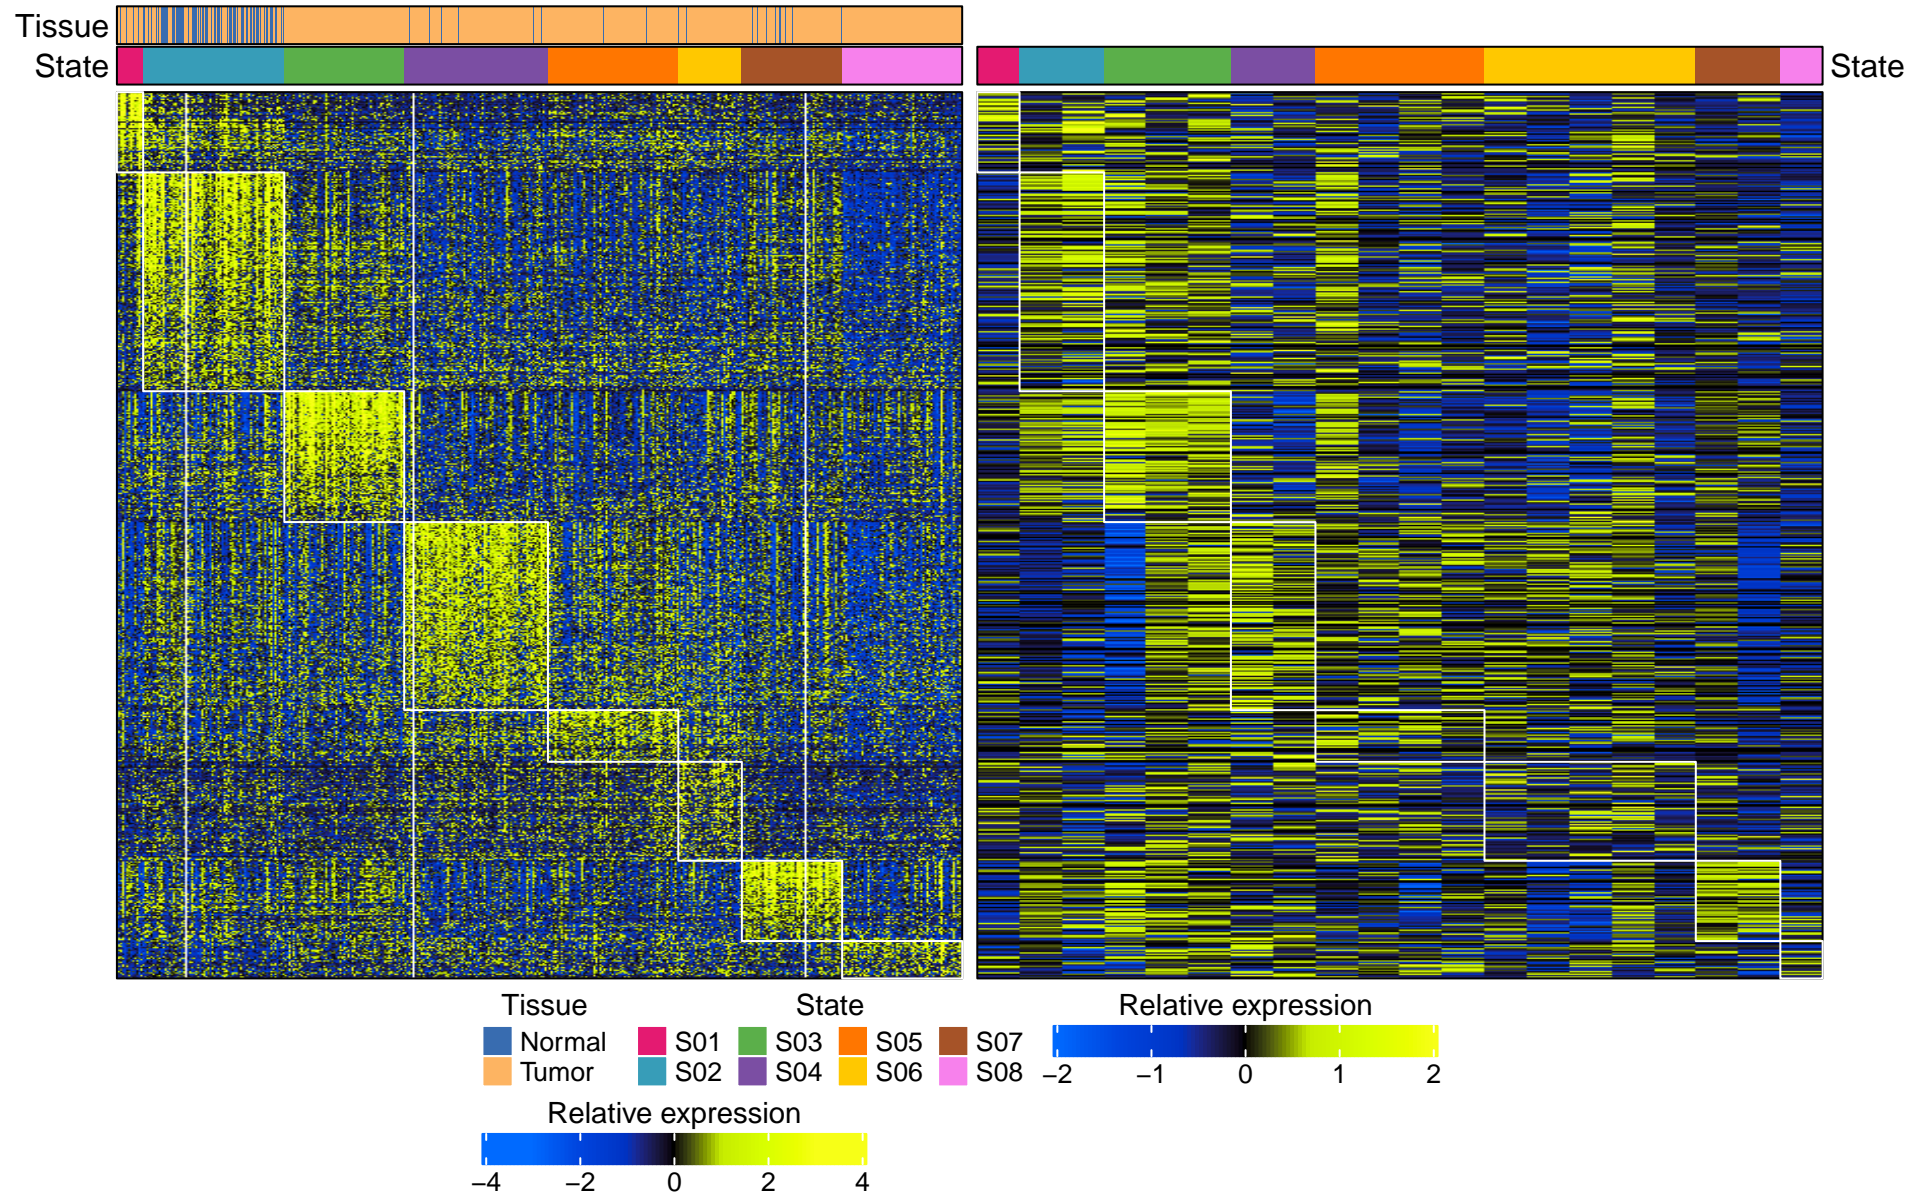 Tissue
State
State
Tissue
State
Relative expression
Normal
S01
S03
S05
S07
Tumor
S02
S04
S06
S08
−2
−1
0
1
2
Relative expression
−4
−2
0
2
4